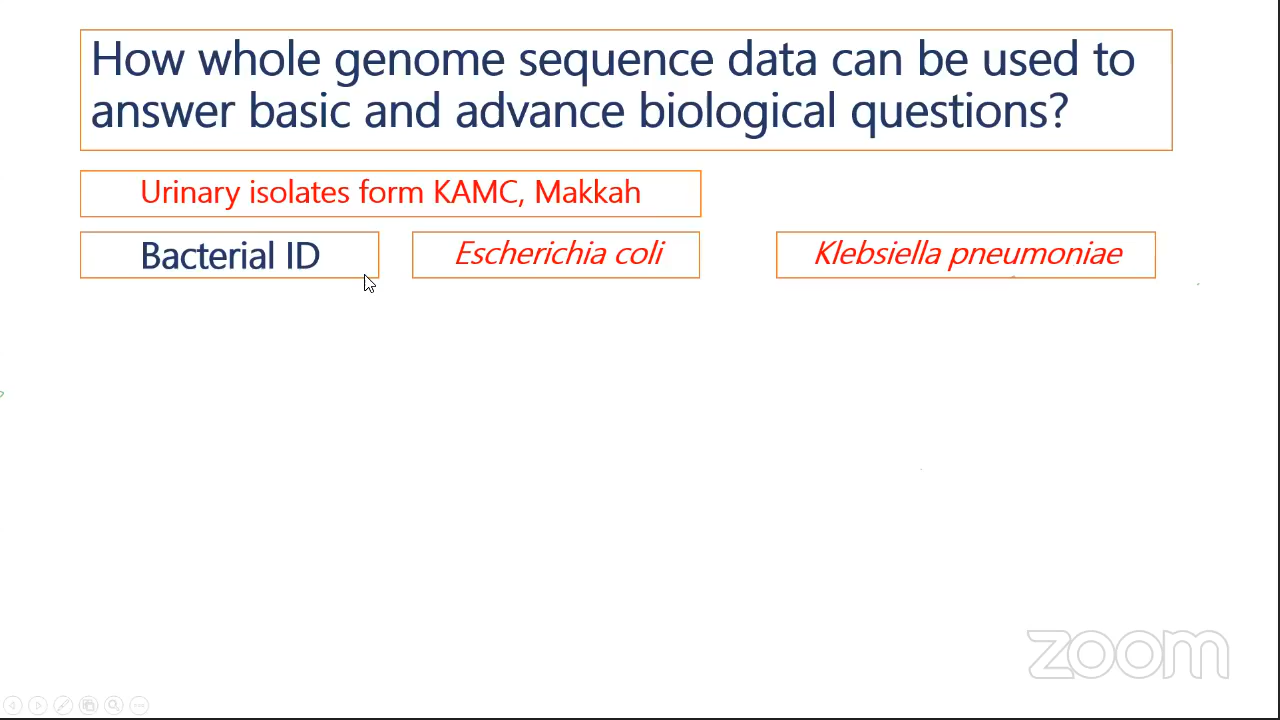 How whole genome sequence data can be used to
answer basic and advance biological questions?
Urinary isolates form KAMC, Makkah
Bacterial ID
Escherichia coli
Klebsiella pneumoniae
zoom